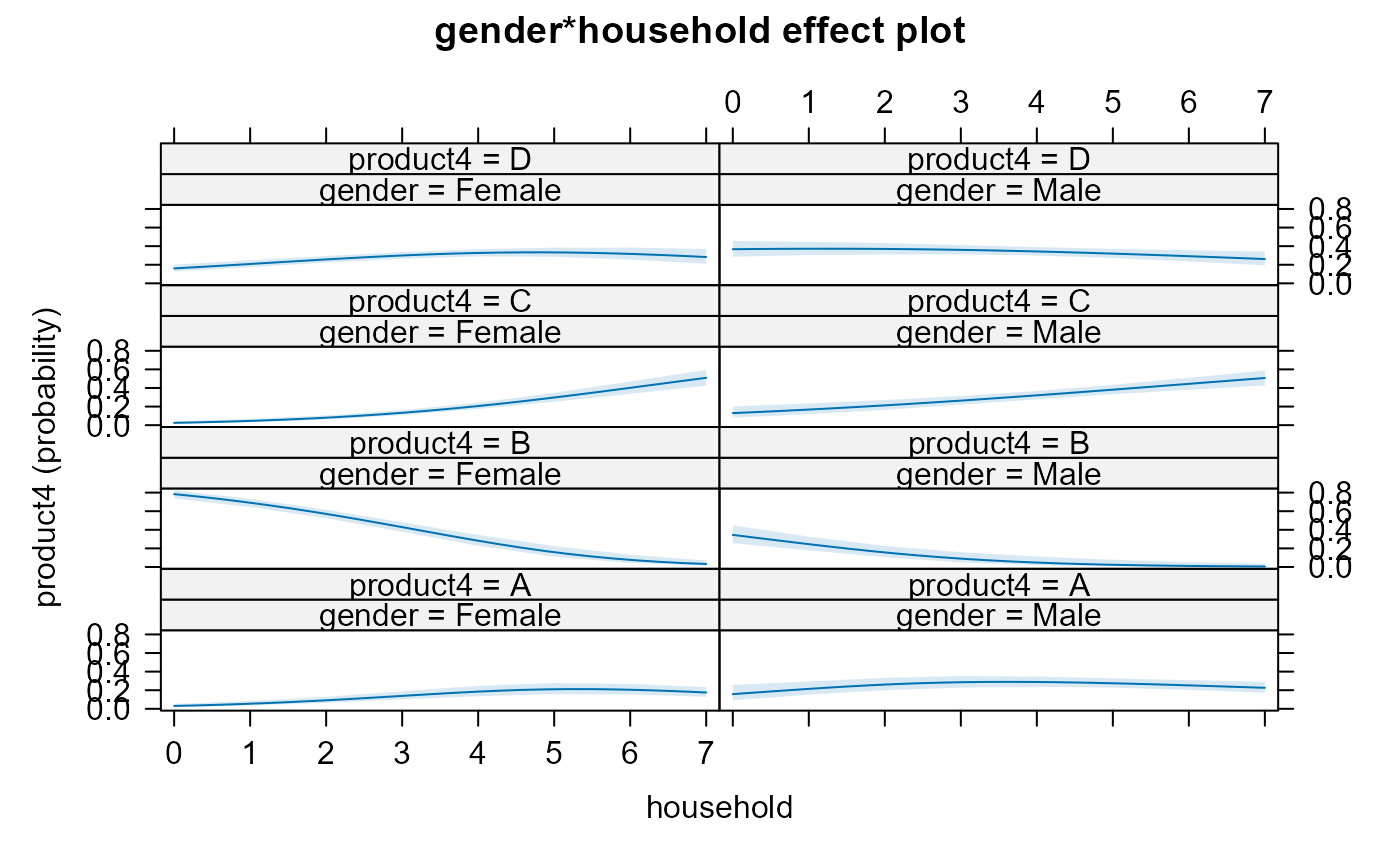 gender*household effect plot
0 1 2 3 4 5 6 7
product4 = D product4 = D
gender = Female gender = Male
0.8
0.6
0.4
0.2
0.0
product4 = C product4 = C
gender = Female gender = Male
0.8
0.6
0.4
0.2
0.0
product4 = B product4 = B
gender = Female gender = Male
0.8
0.6
0.4
0.2
0.0
product4 = A product4 = A
gender = Female gender = Male
0.8
0.6
0.4
0.2
0.0
0 1 2 3 4 5 6 7
household
product4 (probability)